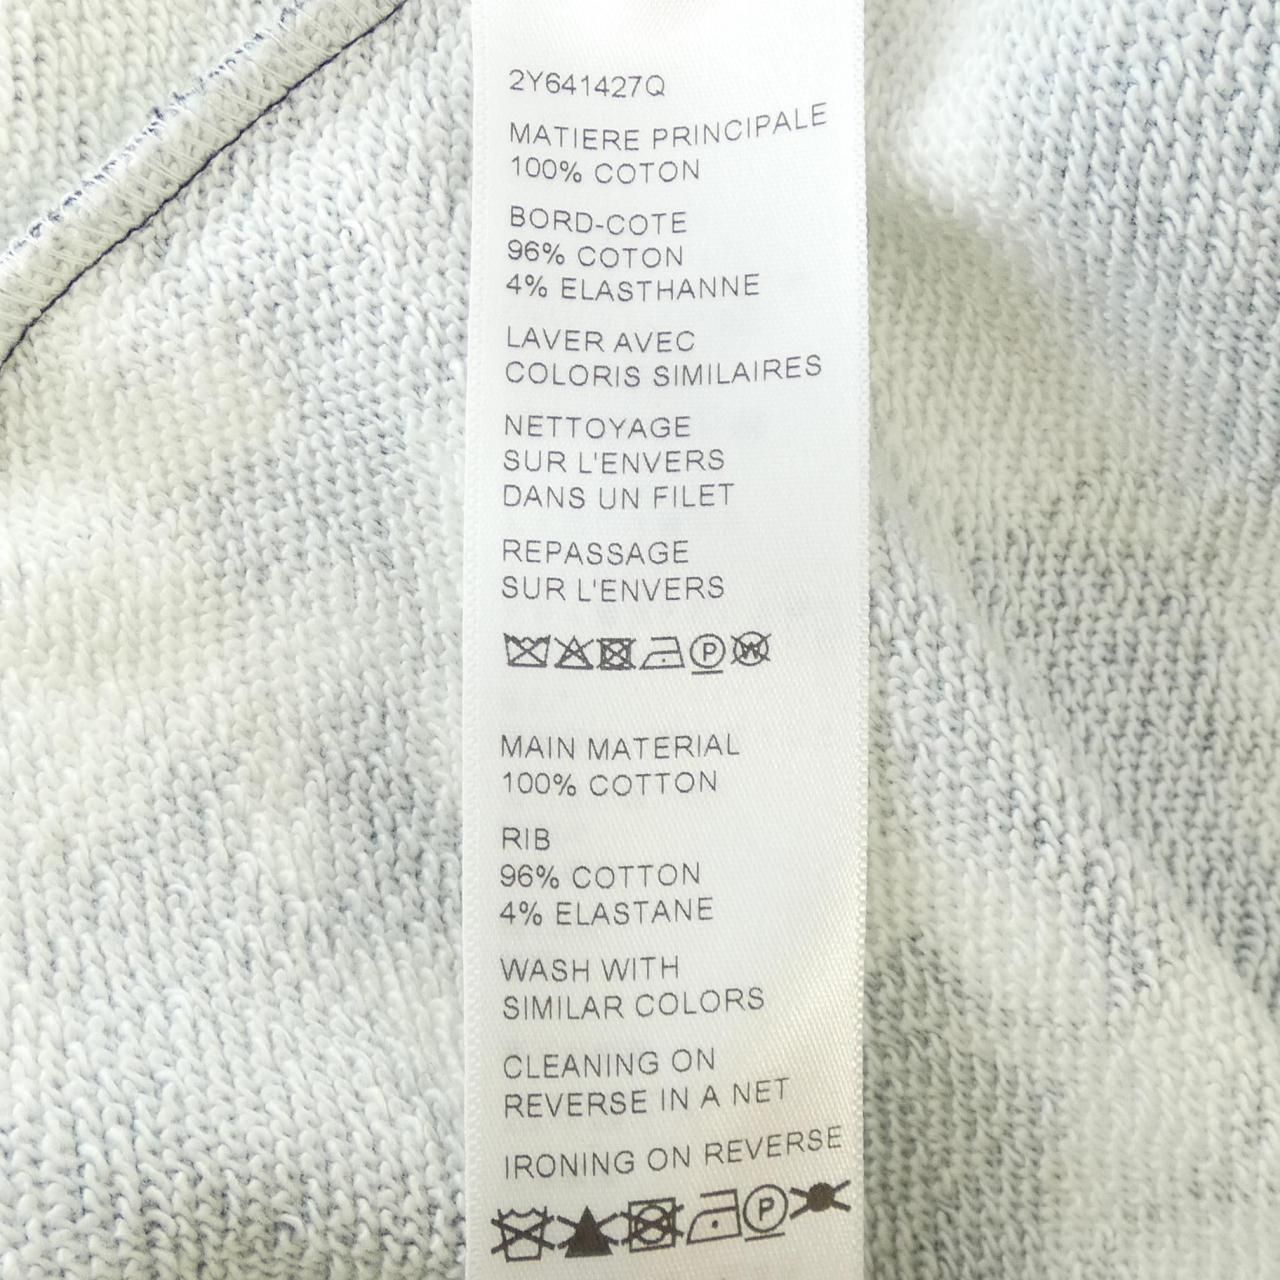 2Y641427Q
MATIERE PRINCIPALE
100% COTON
BORD-COTE
96% COTON
4% ELASTHANNE
LAVER AVEC
COLORIS SIMILAIRES
NETTOYAGE
SUR L'ENVERS
DANS UN FILET
REPASSAGE
SUR L'ENVERS
P W
MAIN MATERIAL
100% COTTON
RIB
96% COTTON
4% ELASTANE
WASH WITH
SIMILAR COLORS
CLEANING ON
REVERSE IN A NET
IRONING ON REVERSE
P